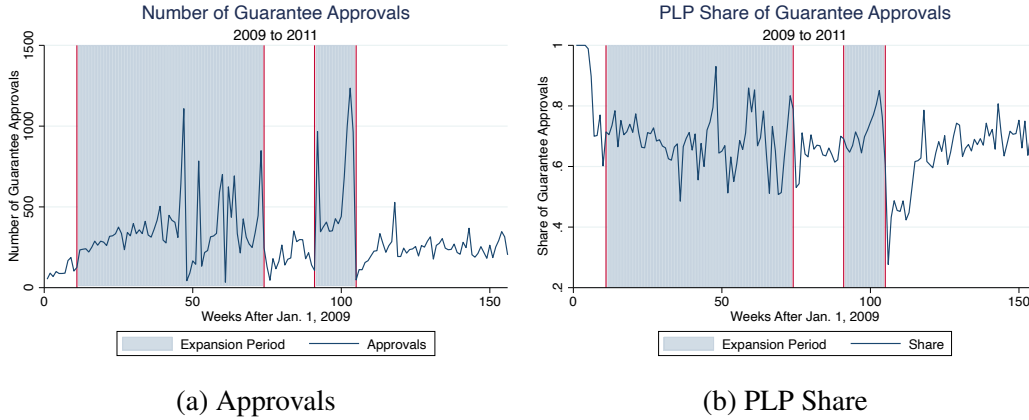 Number of Guarantee Approvals
2009 to 2011
Number of Guarantee Approvals
1500
1000
500
0
0 50 100 150
Weeks After Jan. 1, 2009
Expansion Period Approvals
(a) Approvals
PLP Share of Guarantee Approvals
2009 to 2011
Share of Guarantee Approvals
1
.8
.6
.4
.2
0 50 100 150
Weeks After Jan. 1, 2009
Expansion Period Share
(b) PLP Share